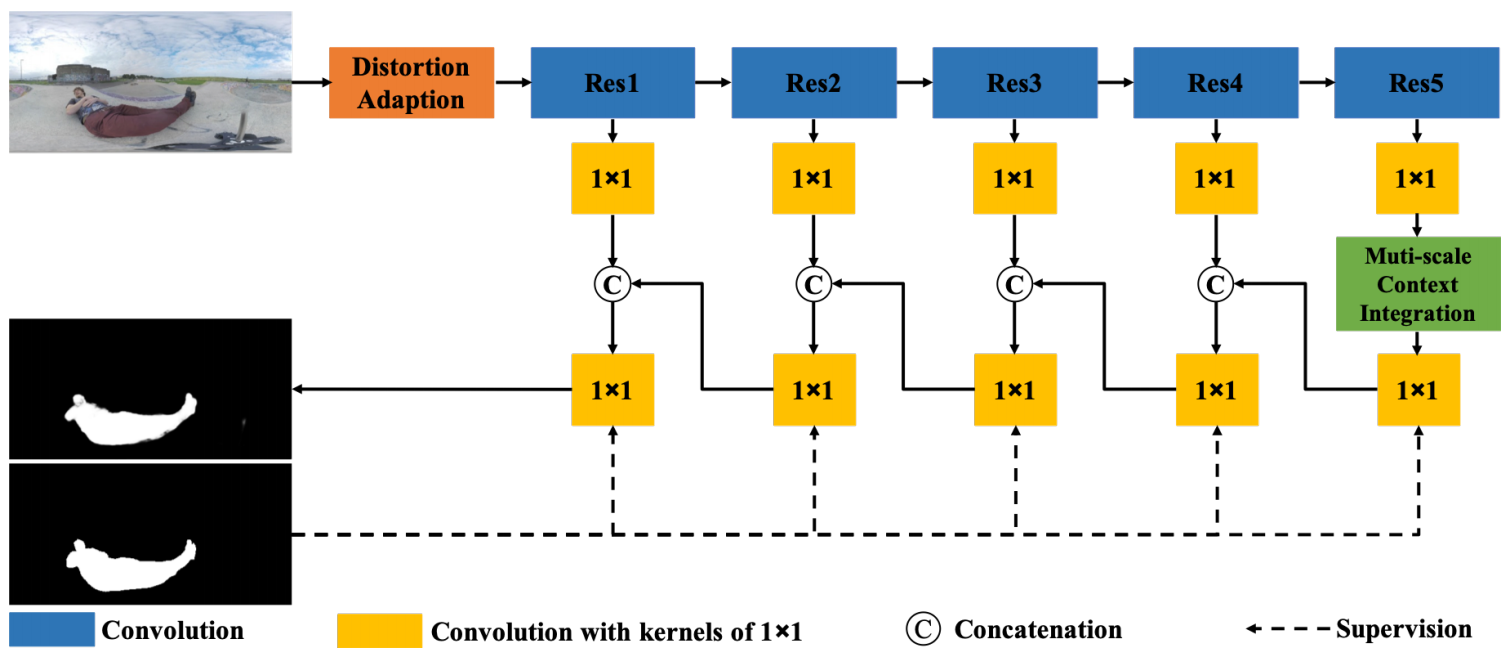 Distortion
Adaption
Res1
Res2
Res3
Res4
Res5
1×1
1×1
1×1
1×1
1×1
C
C
C
C
Muti-scale
Context
Integration
1×1
1×1
1×1
1×1
1×1
Convolution
Convolution with kernels of 1×1
C Concatenation
Supervision